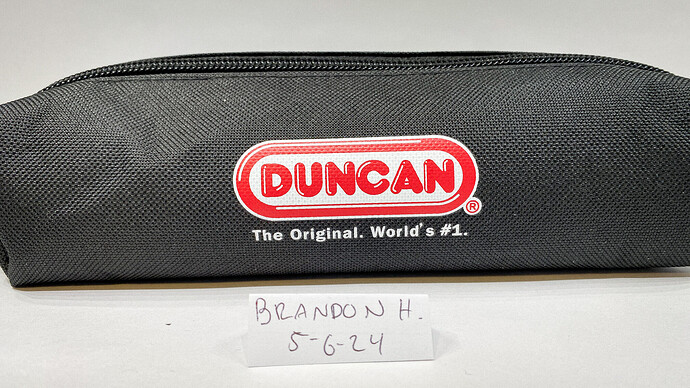 DUNCAN
®
The Original. World's #1.
BRANDON H.
5-6-24